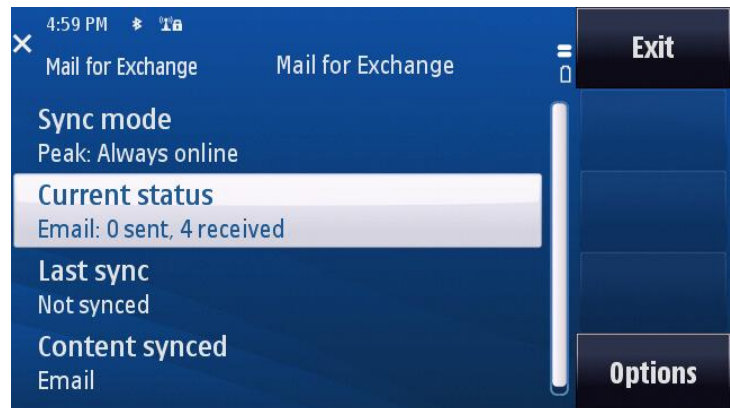 4:59 PM
Mail for Exchange
Mail for Exchange
Exit
Sync mode
Peak: Always online
Current status
Email: 0 sent, 4 received
Last sync
Not synced
Content synced
Email
Options